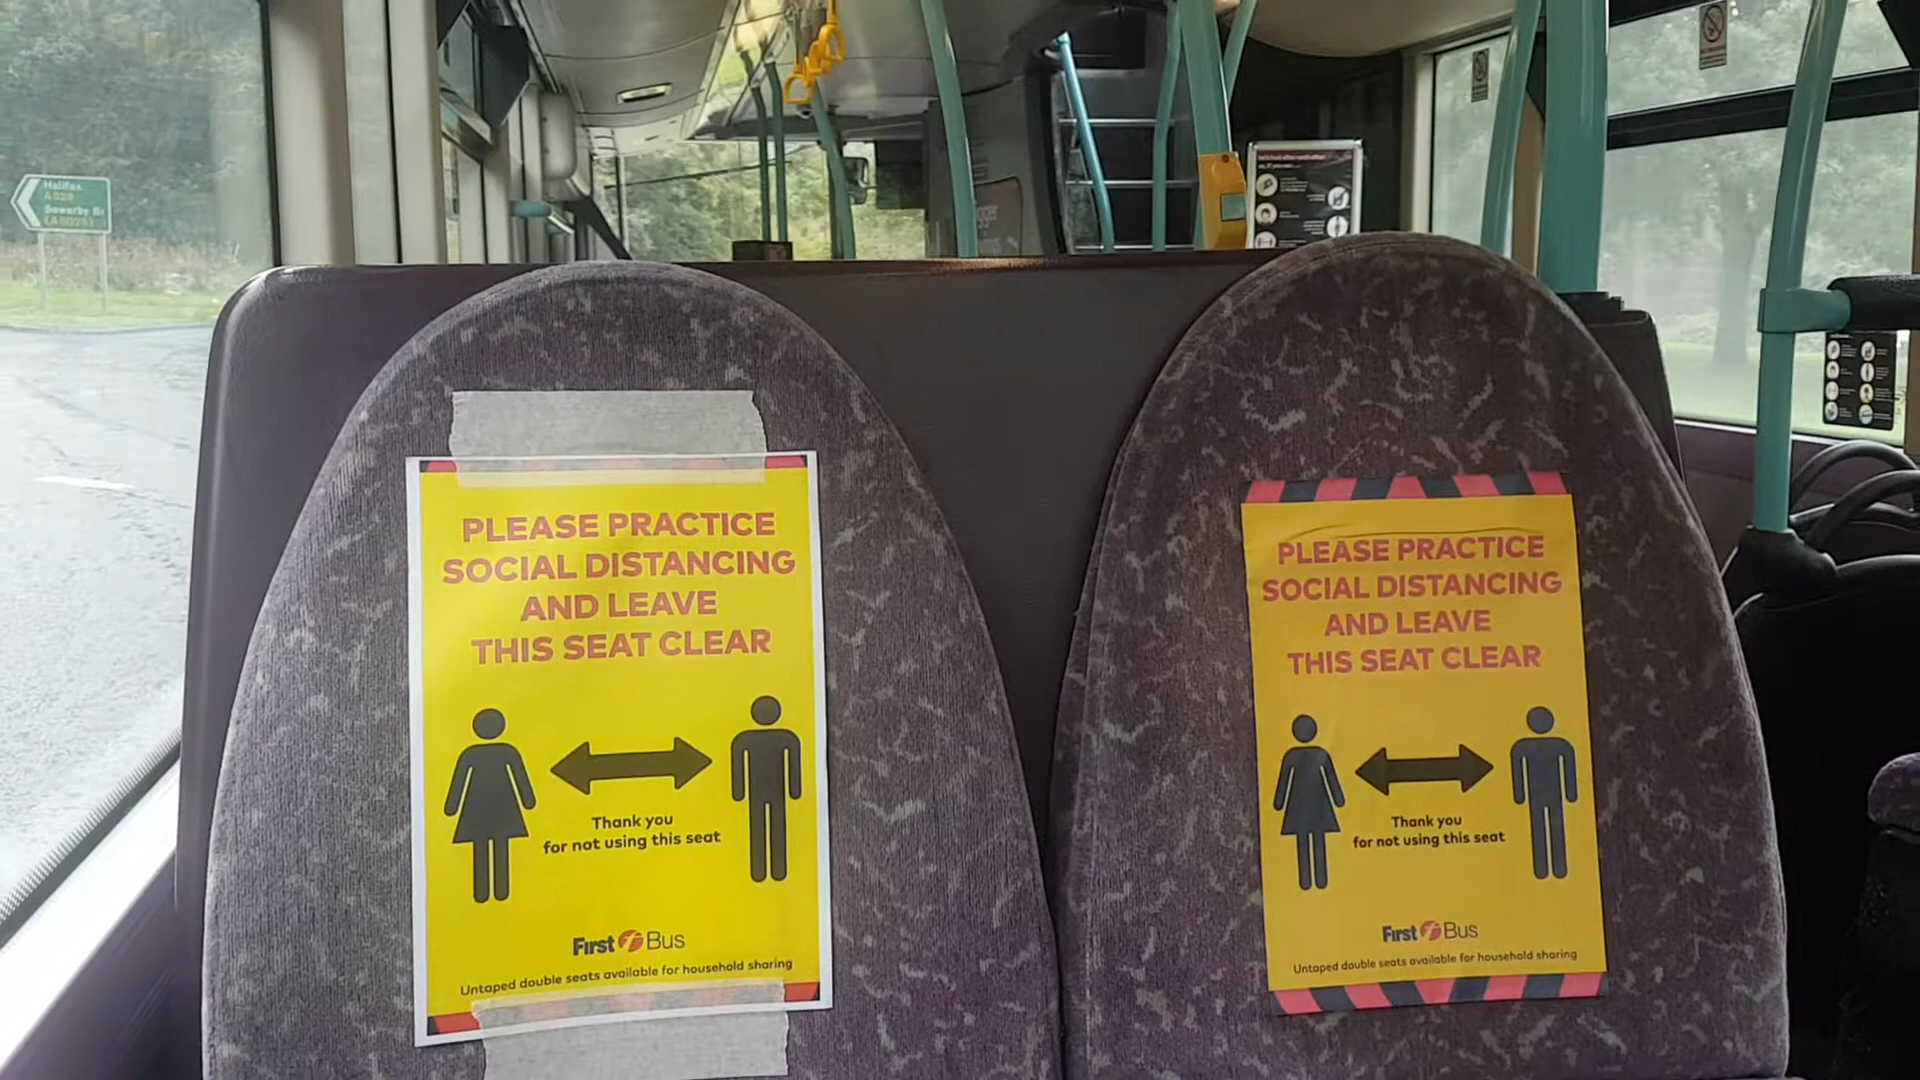 Halifax
Sowerby Br
PLEASE PRACTICE
SOCIAL DISTANCING
AND LEAVE
THIS SEAT CLEAR
Thank you
for not using this seat
First Bus
Untaped double seats available for household sharing
PLEASE PRACTICE
SOCIAL DISTANCING
AND LEAVE
THIS SEAT CLEAR
Thank you
for not using this seat
First Bus
Untaped double seats available for household sharing